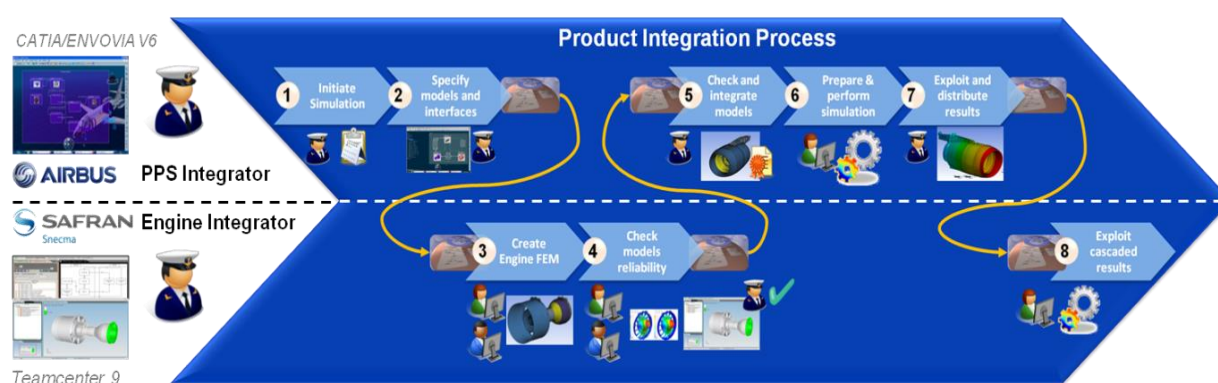 CATIA/ENVOVIA V6
Product Integration Process
1
Initiate
Simulation
2
Specify
models and
interfaces
5
Check and
integrate
models
6
Prepare &
perform
simulation
7
Exploit and
distribute
results
AIRBUS
PPS Integrator
SAFRAN
Snecma
Engine Integrator
3
Create
Engine FEM
4
Check
models
reliability
8
Exploit
cascaded
results
Teamcenter 9